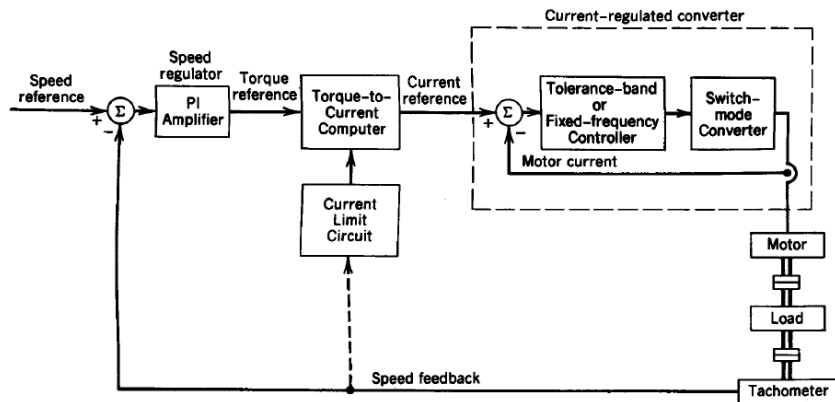 Current-regulated converter
Speed
reference
Σ
+
−
Speed
regulator
PI
Amplifier
Torque
reference
Torque-to-
Current
Computer
Current
reference
Σ
+
−
Tolerance-band
or
Fixed-frequency
Controller
Switch-
mode
Converter
Motor current
Current
Limit
Circuit
Motor
Load
Speed feedback
Tachometer